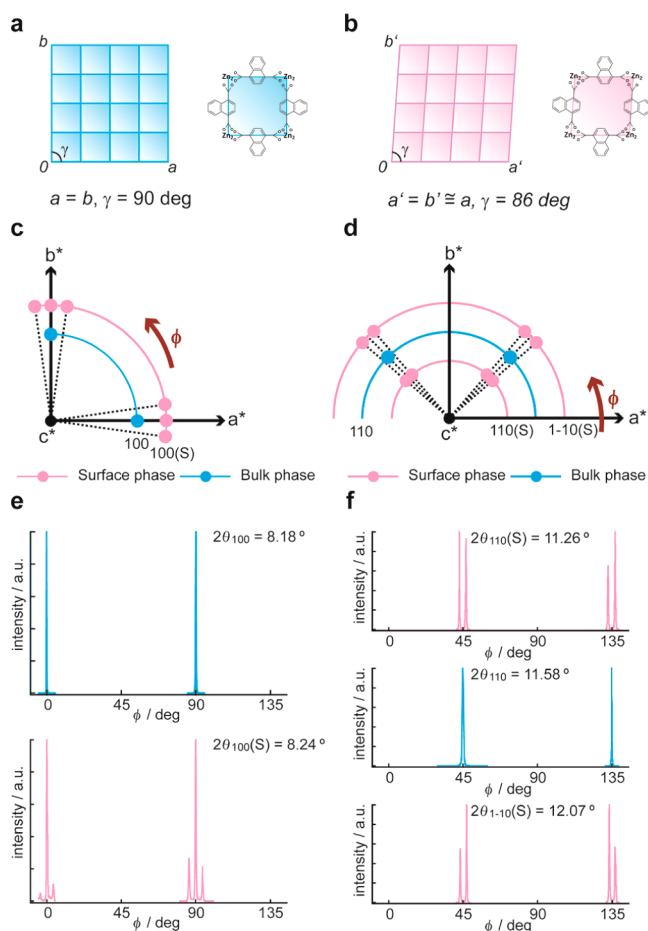 a
b
b
γ
0
a
Zn2
Zn2
Zn2
Zn2
a = b, γ = 90 deg
b‘
γ
0
a‘
Zn2
Zn2
Zn2
Zn2
a‘ = b’ ≅ a, γ = 86 deg
c
d
b*
ϕ
a*
c*
100
100(S)
b*
ϕ
a*
c*
110
110(S)
1-10(S)
Surface phase
Bulk phase
Surface phase
Bulk phase
e
f
intensity / a.u.
2θ100 = 8.18 º
0
45
90
135
ϕ / deg
intensity / a.u.
2θ100(S) = 8.24 º
0
45
90
135
ϕ / deg
intensity / a.u.
2θ110(S) = 11.26 º
0
45
90
135
ϕ / deg
intensity / a.u.
2θ110 = 11.58 º
0
45
90
135
ϕ / deg
intensity / a.u.
2θ1-10(S) = 12.07 º
0
45
90
135
ϕ / deg